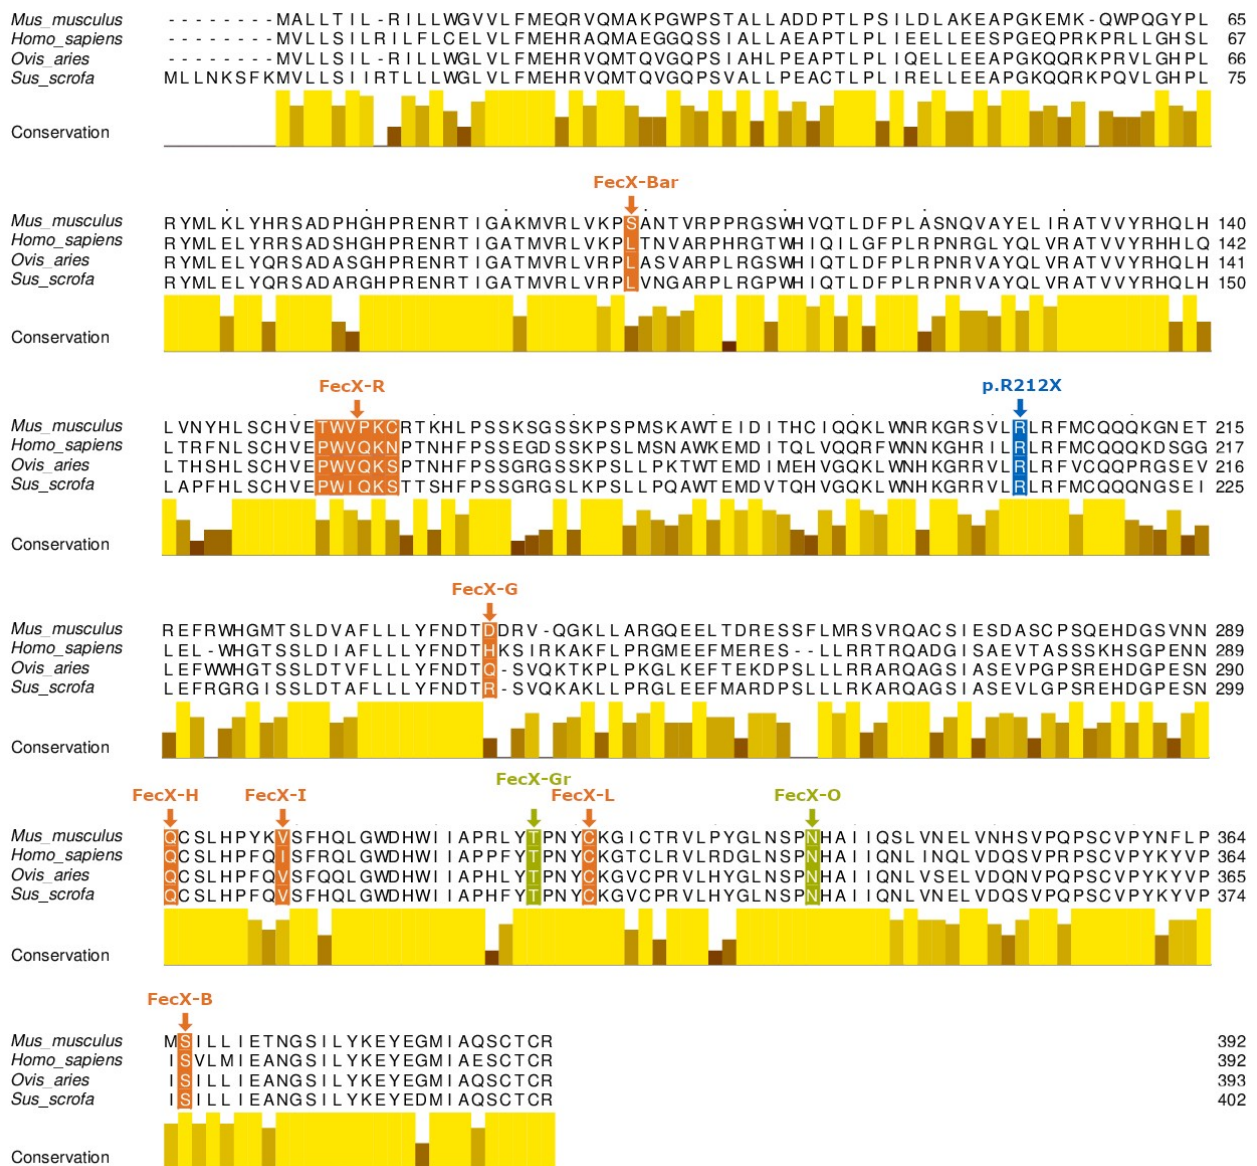 Mus_musculus - - - - - - - - MALLTIL-RILLWGVVLFMEQRVQMAKPGWPSTALLADDPTLPSILDLAKEAPGKEMK-QWPQGYPL 65
Homo_sapiens - - - - - - - - MVLLSILRILFLCELVLFMEHRAQMAEGGQSSIALLAEAPTLPLIEELLEESPGEQPRKPRLLGHSL 67
Ovis_aries - - - - - - - - MVLLSIL-RILLWGLVLFMEHRVQMTQVGQPSIAHLPEAPTLPLIQELLEEAPGKQQRKPRVLGHPL 66
Sus_scrofa MLLNKSFKMVLLSIIRTLLLWGLVLFMEHRVQMTQVGQPSVALLPEACTLPLIRELLEEAPGKQQRKPQVLGHPL 75
Conservation
FecX-Bar
Mus_musculus RYMLKLYHRSADPHGHPRENRTIGAKMVRLVKPSANTVRPPRGSWHVQTLDFPLASNQVAYELIRATVVYRHQLH 140
Homo_sapiens RYMLELYRRSADSHGHPRENRTIGATMVRLVKPLTNVARPHRGTWHIQILGFPLRPNRGLYQLVRATVVYRHHLQ 142
Ovis_aries RYMLELYQRSADASGHPRENRTIGATMVRLVRPLASVARPLRGSWHIQTLDFPLRPNRVAYQLVRATVVYRHQLH 141
Sus_scrofa RYMLELYQRSADARGHPRENRTIGATMVRLVRPLVNGARPLRGPWHIQTLDFPLRPNRVAYQLVRATVVYRHQLH 150
Conservation
FecX-R p.R212X
Mus_musculus LVNYHLSCHVETWVPKCRTKHLPSSKSGSSKPSPMSKAWTEIDITHCIQQKLWNRKGRSVLRLRFMCQQQKGNET 215
Homo_sapiens LTRFNLSCHVEPWVQKNPTNHFPSSEGDSSKPSLMSNAWKEMDITQLVQQRFWNNKGHRILRLRFMCQQQKDSGG 217
Ovis_aries LTHSHLSCHVEPWVQKSPTNHFPSSGRGSSKPSLLPKTWTEMDIMEHVGQKLWNHKGRRVLRLRFVCQQPRGSEV 216
Sus_scrofa LAPFHLSCHVEPWIQKSTTSHFPSSGRGSLKPSLLPQAWTEMDVTQHVGQKLWNHKGRRVLRLRFMCQQQNGSEI 225
Conservation
FecX-G
Mus_musculus REFRWHGMTSLDVAFLLLYFNDTDDRV-QGKLLARGQEELTDRESSFLMRSVRQACSIESDASCPSQEHDGSVNN 289
Homo_sapiens LEL-WHGTSSLDIAFLLLYFNDTHKSIRKAKFLPRGMEEFMERES--LLRRTRQADGISAEVTASSSKHSGPENN 289
Ovis_aries LEFWWHGTSSLDTVFLLLYFNDTQ-SVQKTKPLPKGLKEFTEKDPSLLLRRARQAGSIASEVPGPSREHDGPESN 290
Sus_scrofa LEFRGRGISSLDTAFLLLYFNDTR-SVQKAKLLPRGLEEFMARDPSLLLRKARQAGSIASEVLGPSREHDGPESN 299
Conservation
FecX-H FecX-I FecX-Gr FecX-L FecX-O
Mus_musculus QCSLHPYKVSFHQLGWDHWIIAPRLYTPNYCKGICTRVLPYGLNSPNHAIIQSLVNELVNHSVPQPSCVPYNFLP 364
Homo_sapiens QCSLHPFQISFRQLGWDHWIIAPPFYTPNYCKGTCLRVLRDGLNSPNHAIIQNLINQLVDQSVPRPSCVPYKYVP 364
Ovis_aries QCSLHPFQVSFQQLGWDHWIIAPHLYTPNYCKGVCPRVLHYGLNSPNHAIIQNLVSELVDQNVPQPSCVPYKYVP 365
Sus_scrofa QCSLHPFQVSFHQLGWDHWIIAPHFYTPNYCKGVCPRVLHYGLNSPNHAIIQNLVNELVDQSVPQPSCVPYKYVP 374
Conservation
FecX-B
Mus_musculus MSILLIETNGSILYKEYEGMIAQSCTCR 392
Homo_sapiens ISVLMIEANGSILYKEYEGMIAESCTCR 392
Ovis_aries ISILLIEANGSILYKEYEGMIAQSCTCR 393
Sus_scrofa ISILLIEANGSILYKEYEDMIAQSCTCR 402
Conservation